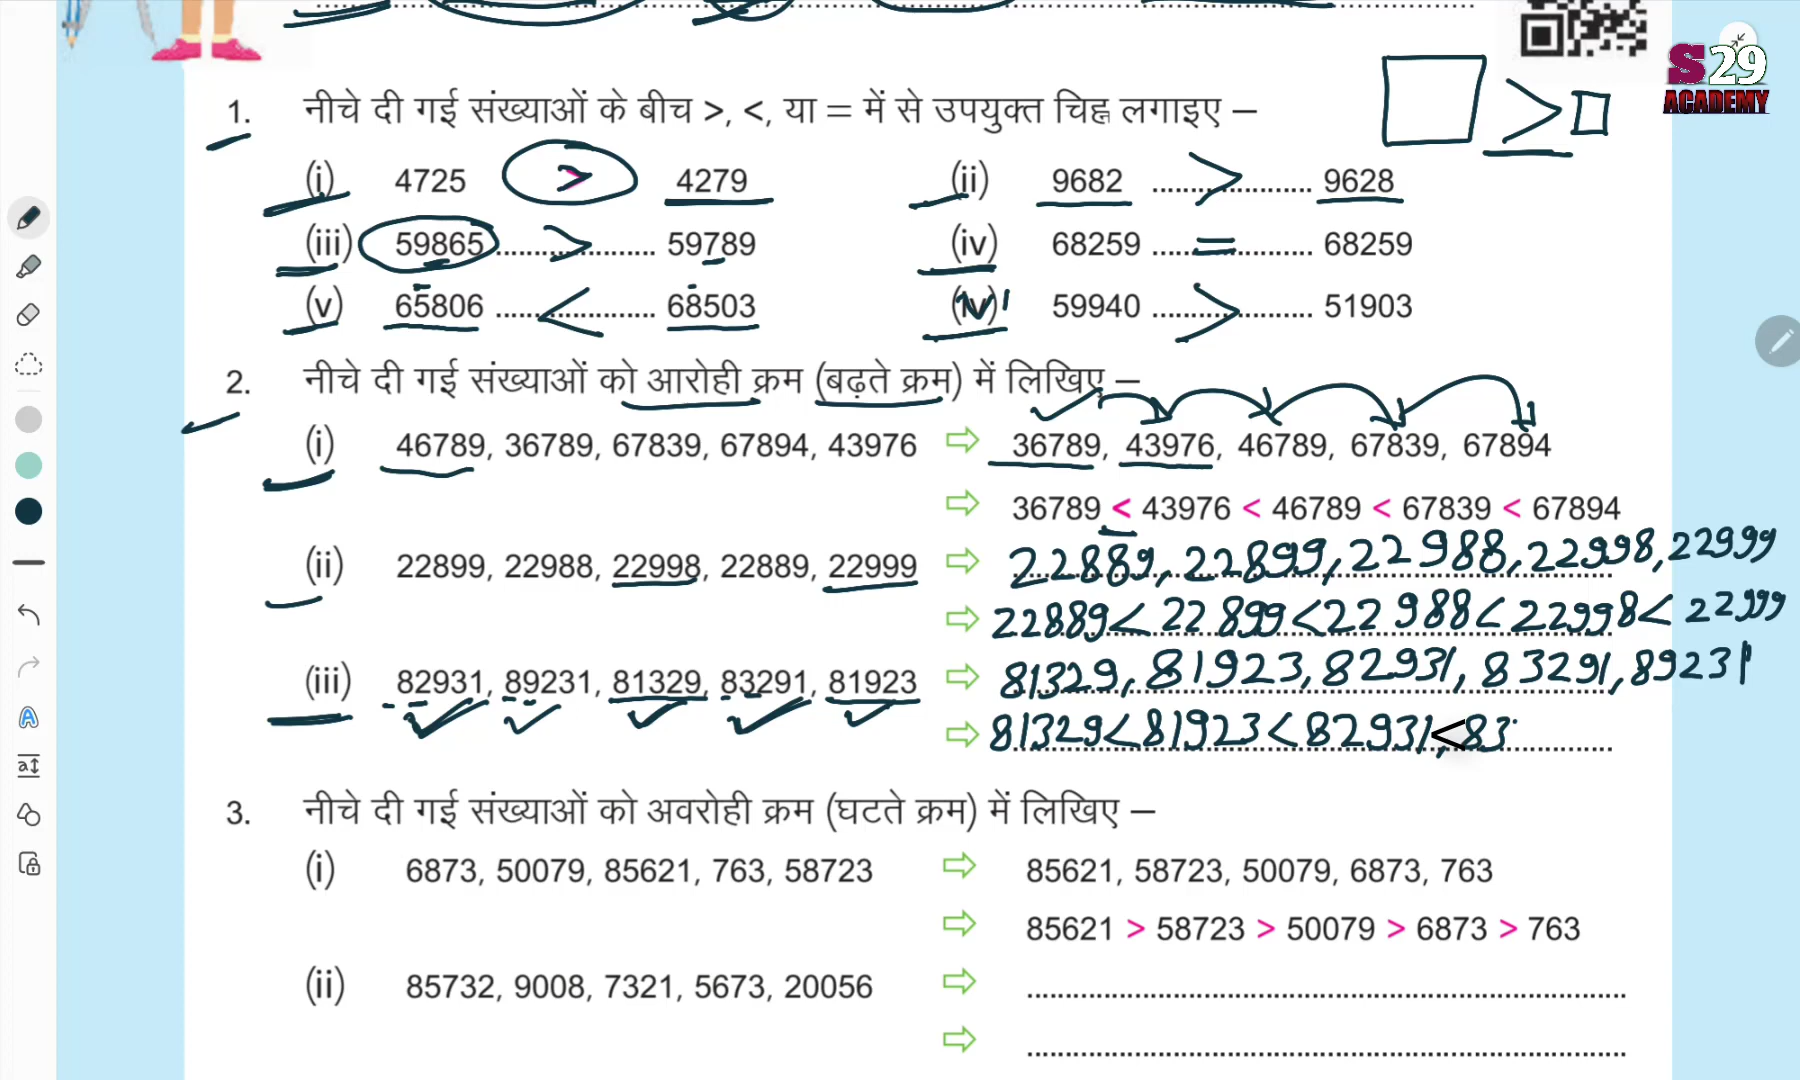 S 29
ACADEMY
1. नीचे दी गई संख्याओं के बीच >, <, या = में से उपयुक्त चिह्न लगाइए –
>
(i) 4725 > 4279 (ii) 9682 ........>........ 9628
(iii) 59865 ........>........ 59789 (iv) 68259 ........=........ 68259
(v) 65806 ........<........ 68503 (iv) 59940 ........>........ 51903
2. नीचे दी गई संख्याओं को आरोही क्रम (बढ़ते क्रम) में लिखिए –
(i) 46789, 36789, 67839, 67894, 43976 ⇨ 36789, 43976, 46789, 67839, 67894
⇨ 36789 < 43976 < 46789 < 67839 < 67894
(ii) 22899, 22988, 22998, 22889, 22999 ⇨ 22889, 22899, 22988, 22998, 22999
⇨ 22889 < 22899 < 22988 < 22998 < 22999
(iii) 82931, 89231, 81329, 83291, 81923 ⇨ 81329, 81923, 82931, 83291, 89231
⇨ 81329 < 81923 < 82931, < 83
3. नीचे दी गई संख्याओं को अवरोही क्रम (घटते क्रम) में लिखिए –
(i) 6873, 50079, 85621, 763, 58723 ⇨ 85621, 58723, 50079, 6873, 763
⇨ 85621 > 58723 > 50079 > 6873 > 763
(ii) 85732, 9008, 7321, 5673, 20056 ⇨ ........
⇨ ........